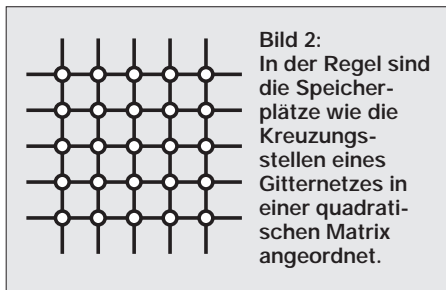 Bild 2:
In der Regel sind
die Speicher-
plätze wie die
Kreuzungs-
stellen eines
Gitternetzes in
einer quadrati-
schen Matrix
angeordnet.